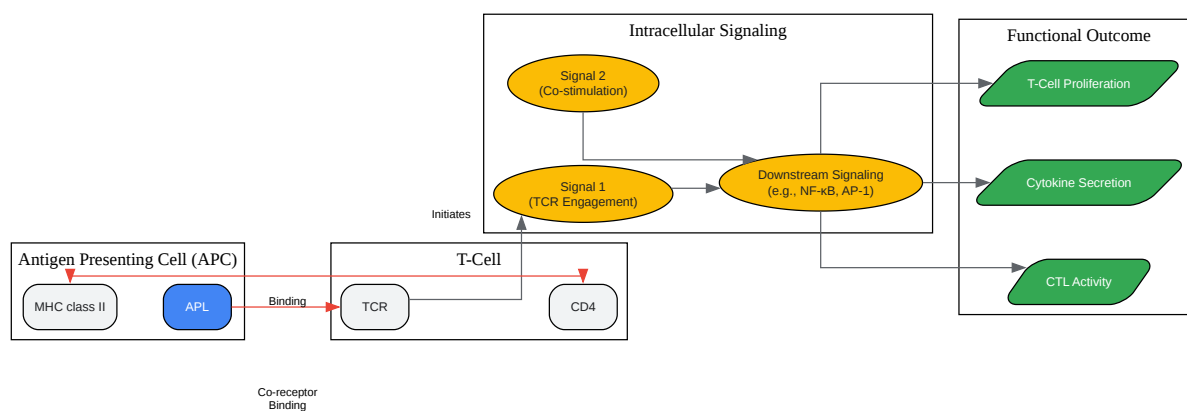 Intracellular Signaling
Functional Outcome
Signal 2
(Co-stimulation)
T-Cell Proliferation
Signal 1
(TCR Engagement)
Downstream Signaling
(e.g., NF-κB, AP-1)
Cytokine Secretion
Initiates
Antigen Presenting Cell (APC)
T-Cell
CTL Activity
MHC class II
APL
Binding
TCR
CD4
Co-receptor
Binding